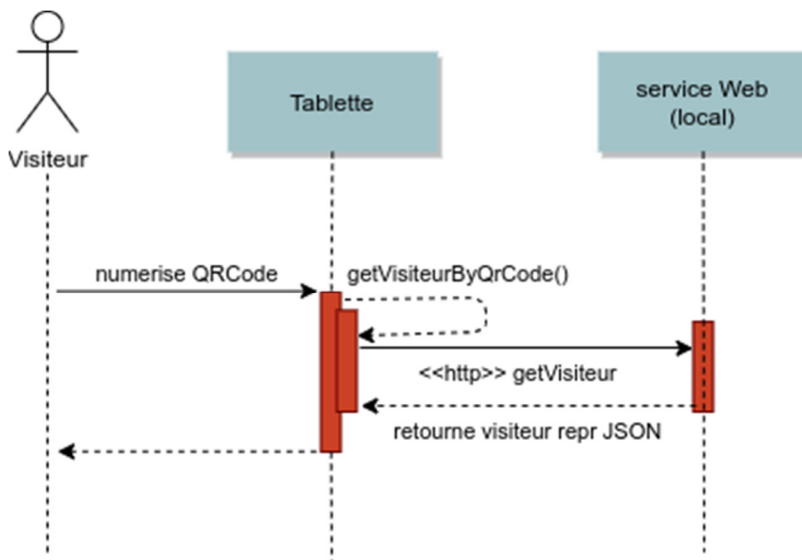 Visiteur
Tablette
service Web
(local)
numerise QRCode
getVisiteurByQrCode()
<<http>> getVisiteur
retourne visiteur repr JSON